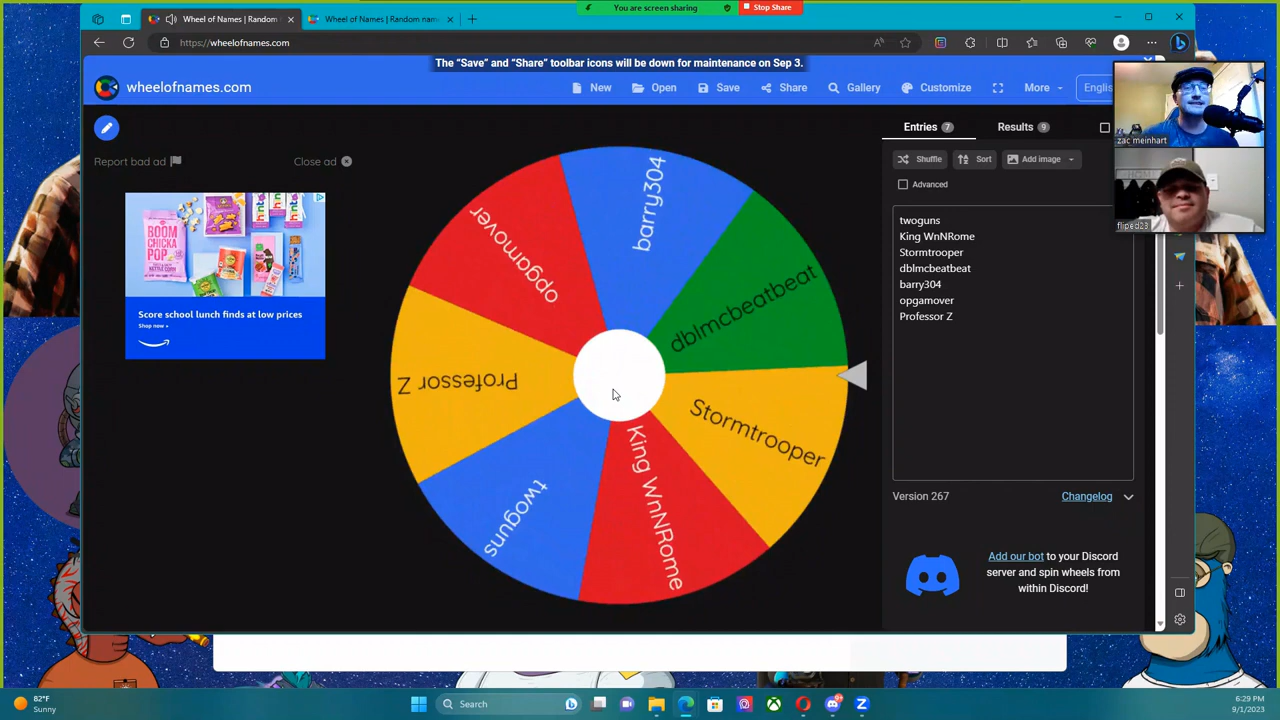 You are screen sharing
Stop Share
Wheel of Names | Random
Wheel of Names | Random nam
https://wheelofnames.com
The “Save” and “Share” toolbar icons will be down for maintenance on Sep 3.
wheelofnames.com
New
Open
Save
Share
Gallery
Customize
More
Engli
Report bad ad
Close ad
BOOM CHICKA POP
Score school lunch finds at low prices
Shop now »
opgamover
barry304
dblmcbeatbeat
Stormtrooper
King WnNRome
twoguns
Professor Z
Entries 7
Results 9
Shuffle
Sort
Add image
Advanced
twoguns
King WnNRome
Stormtrooper
dblmcbeatbeat
barry304
opgamover
Professor Z
Version 267
Changelog
Add our bot to your Discord
server and spin wheels from
within Discord!
zac meinhart
fliped23
82°F
Sunny
Search
6:29 PM
9/1/2023